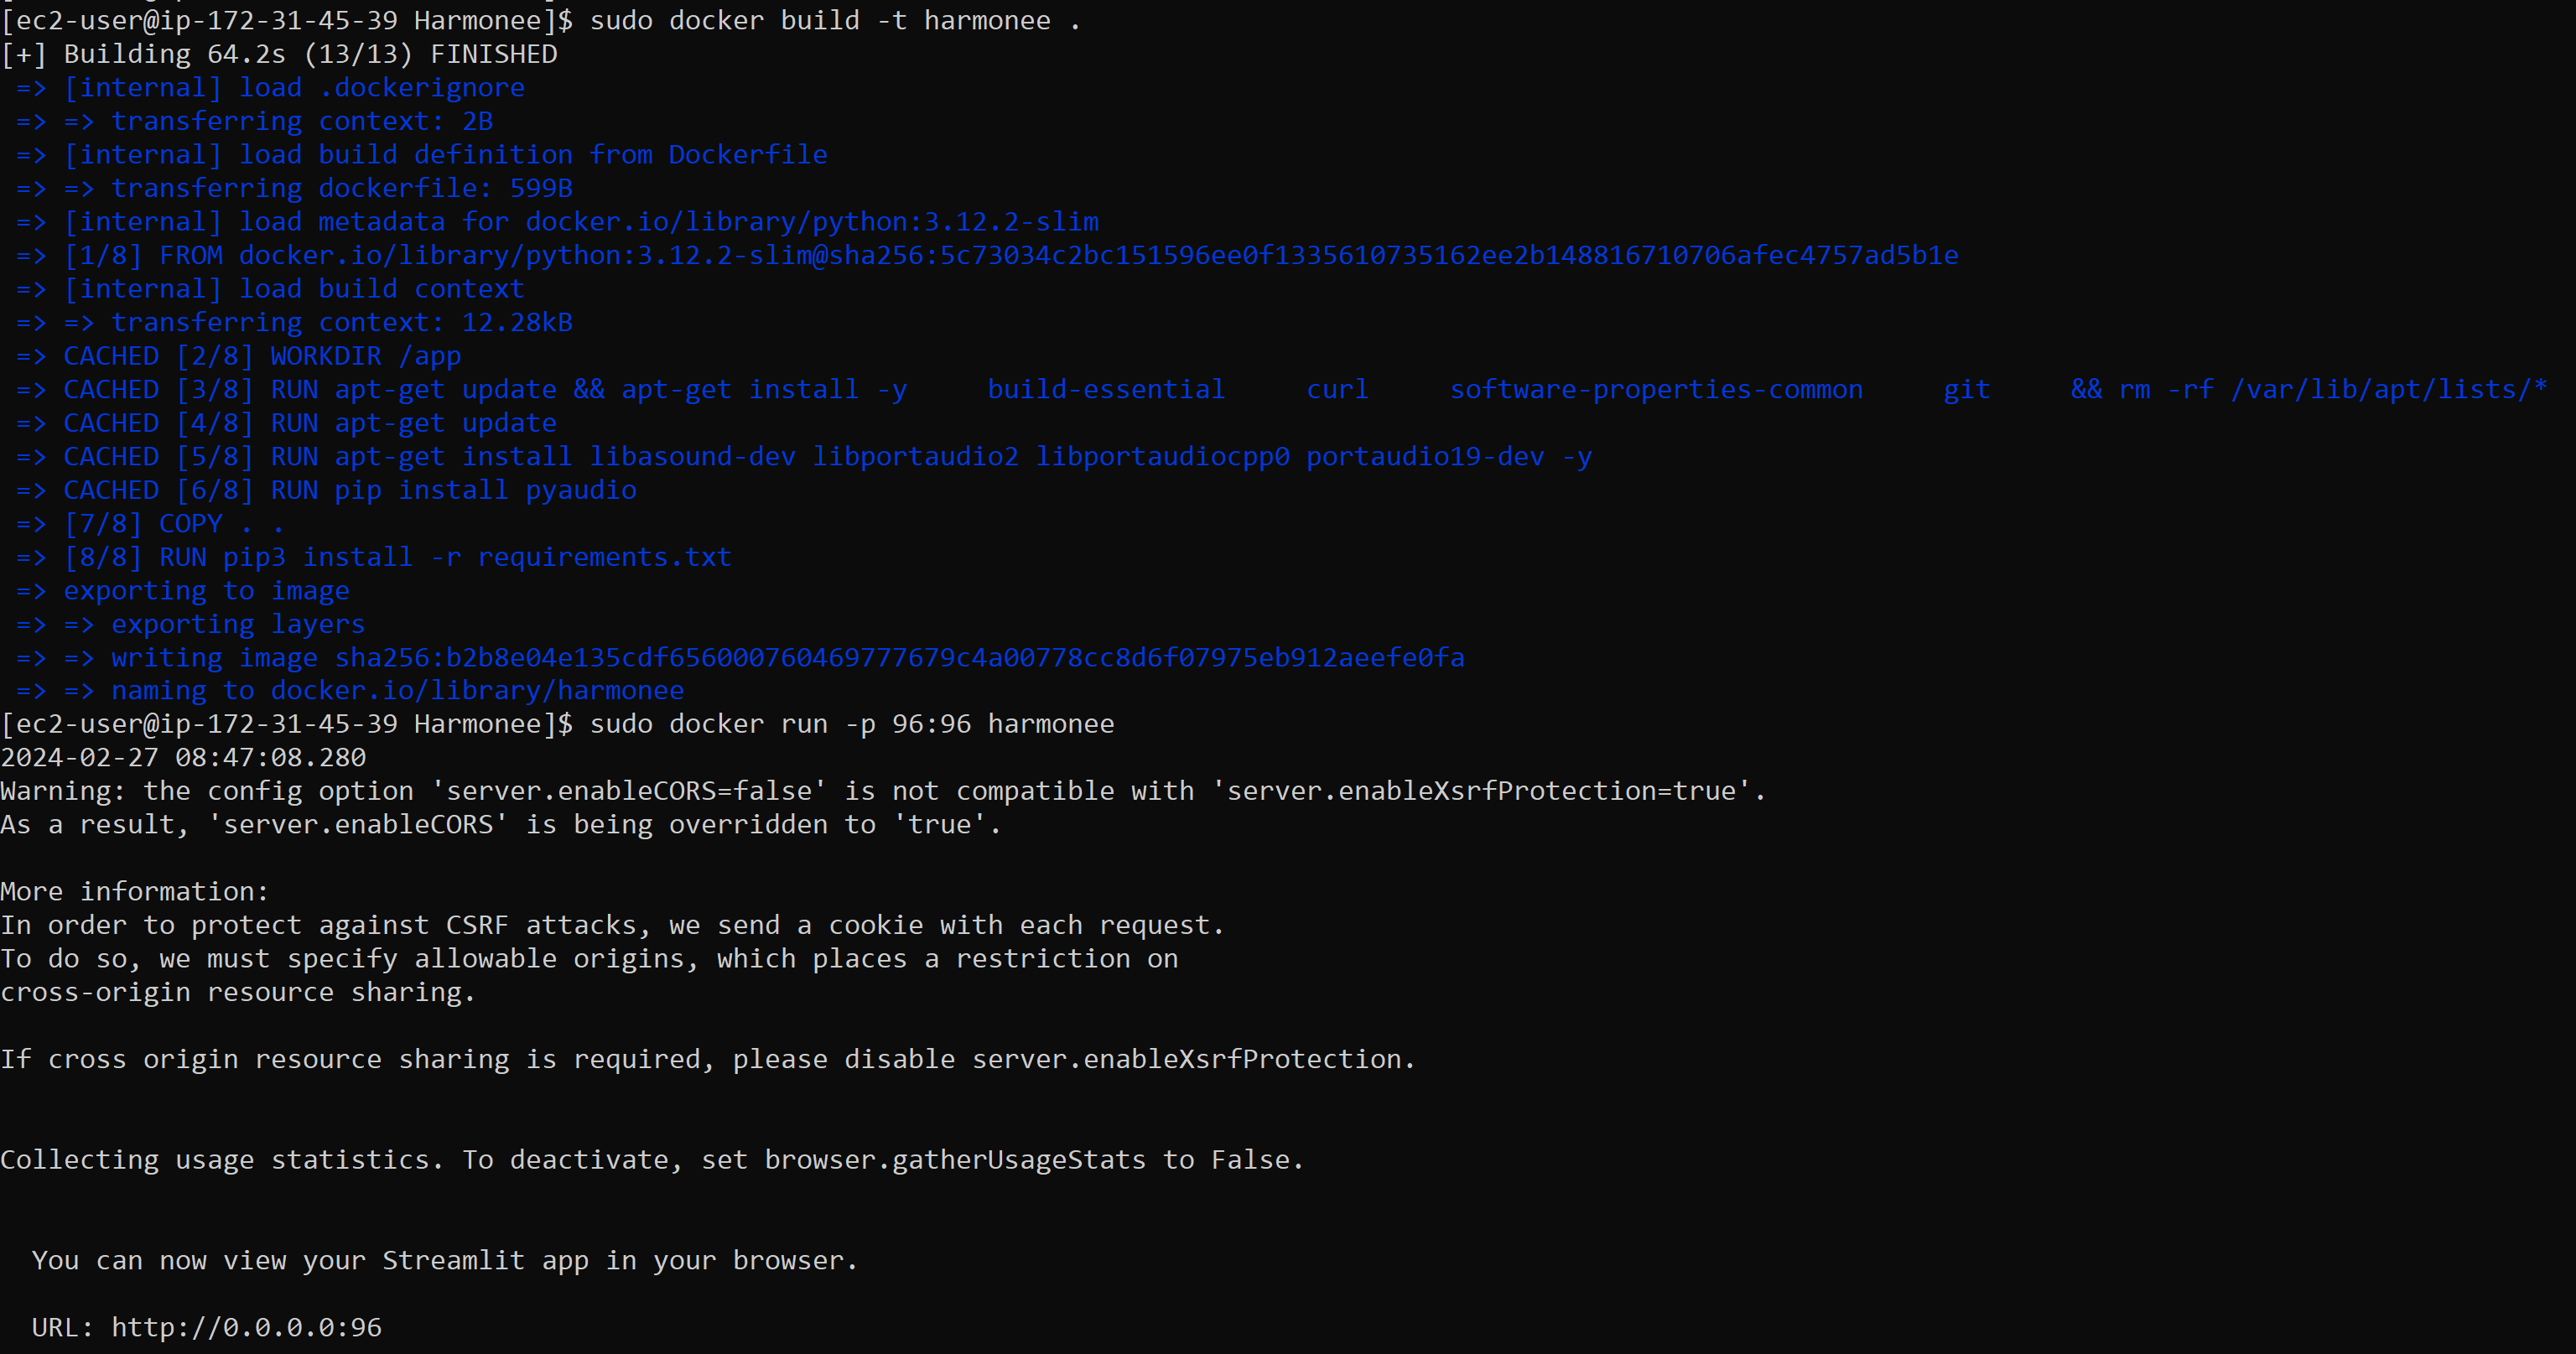 [ec2-user@ip-172-31-45-39 Harmonee]$ sudo docker build -t harmonee .
[+] Building 64.2s (13/13) FINISHED
=> [internal] load .dockerignore
=> => transferring context: 2B
=> [internal] load build definition from Dockerfile
=> => transferring dockerfile: 599B
=> [internal] load metadata for docker.io/library/python:3.12.2-slim
=> [1/8] FROM docker.io/library/python:3.12.2-slim@sha256:5c73034c2bc151596ee0f1335610735162ee2b148816710706afec4757ad5b1e
=> [internal] load build context
=> => transferring context: 12.28kB
=> CACHED [2/8] WORKDIR /app
=> CACHED [3/8] RUN apt-get update && apt-get install -y     build-essential     curl     software-properties-common     git     && rm -rf /var/lib/apt/lists/*
=> CACHED [4/8] RUN apt-get update
=> CACHED [5/8] RUN apt-get install libasound-dev libportaudio2 libportaudiocpp0 portaudio19-dev -y
=> CACHED [6/8] RUN pip install pyaudio
=> [7/8] COPY . .
=> [8/8] RUN pip3 install -r requirements.txt
=> exporting to image
=> => exporting layers
=> => writing image sha256:b2b8e04e135cdf656000760469777679c4a00778cc8d6f07975eb912aeefe0fa
=> => naming to docker.io/library/harmonee
[ec2-user@ip-172-31-45-39 Harmonee]$ sudo docker run -p 96:96 harmonee
2024-02-27 08:47:08.280
Warning: the config option 'server.enableCORS=false' is not compatible with 'server.enableXsrfProtection=true'.
As a result, 'server.enableCORS' is being overridden to 'true'.
More information:
In order to protect against CSRF attacks, we send a cookie with each request.
To do so, we must specify allowable origins, which places a restriction on
cross-origin resource sharing.
If cross origin resource sharing is required, please disable server.enableXsrfProtection.
Collecting usage statistics. To deactivate, set browser.gatherUsageStats to False.
You can now view your Streamlit app in your browser.
URL: http://0.0.0.0:96